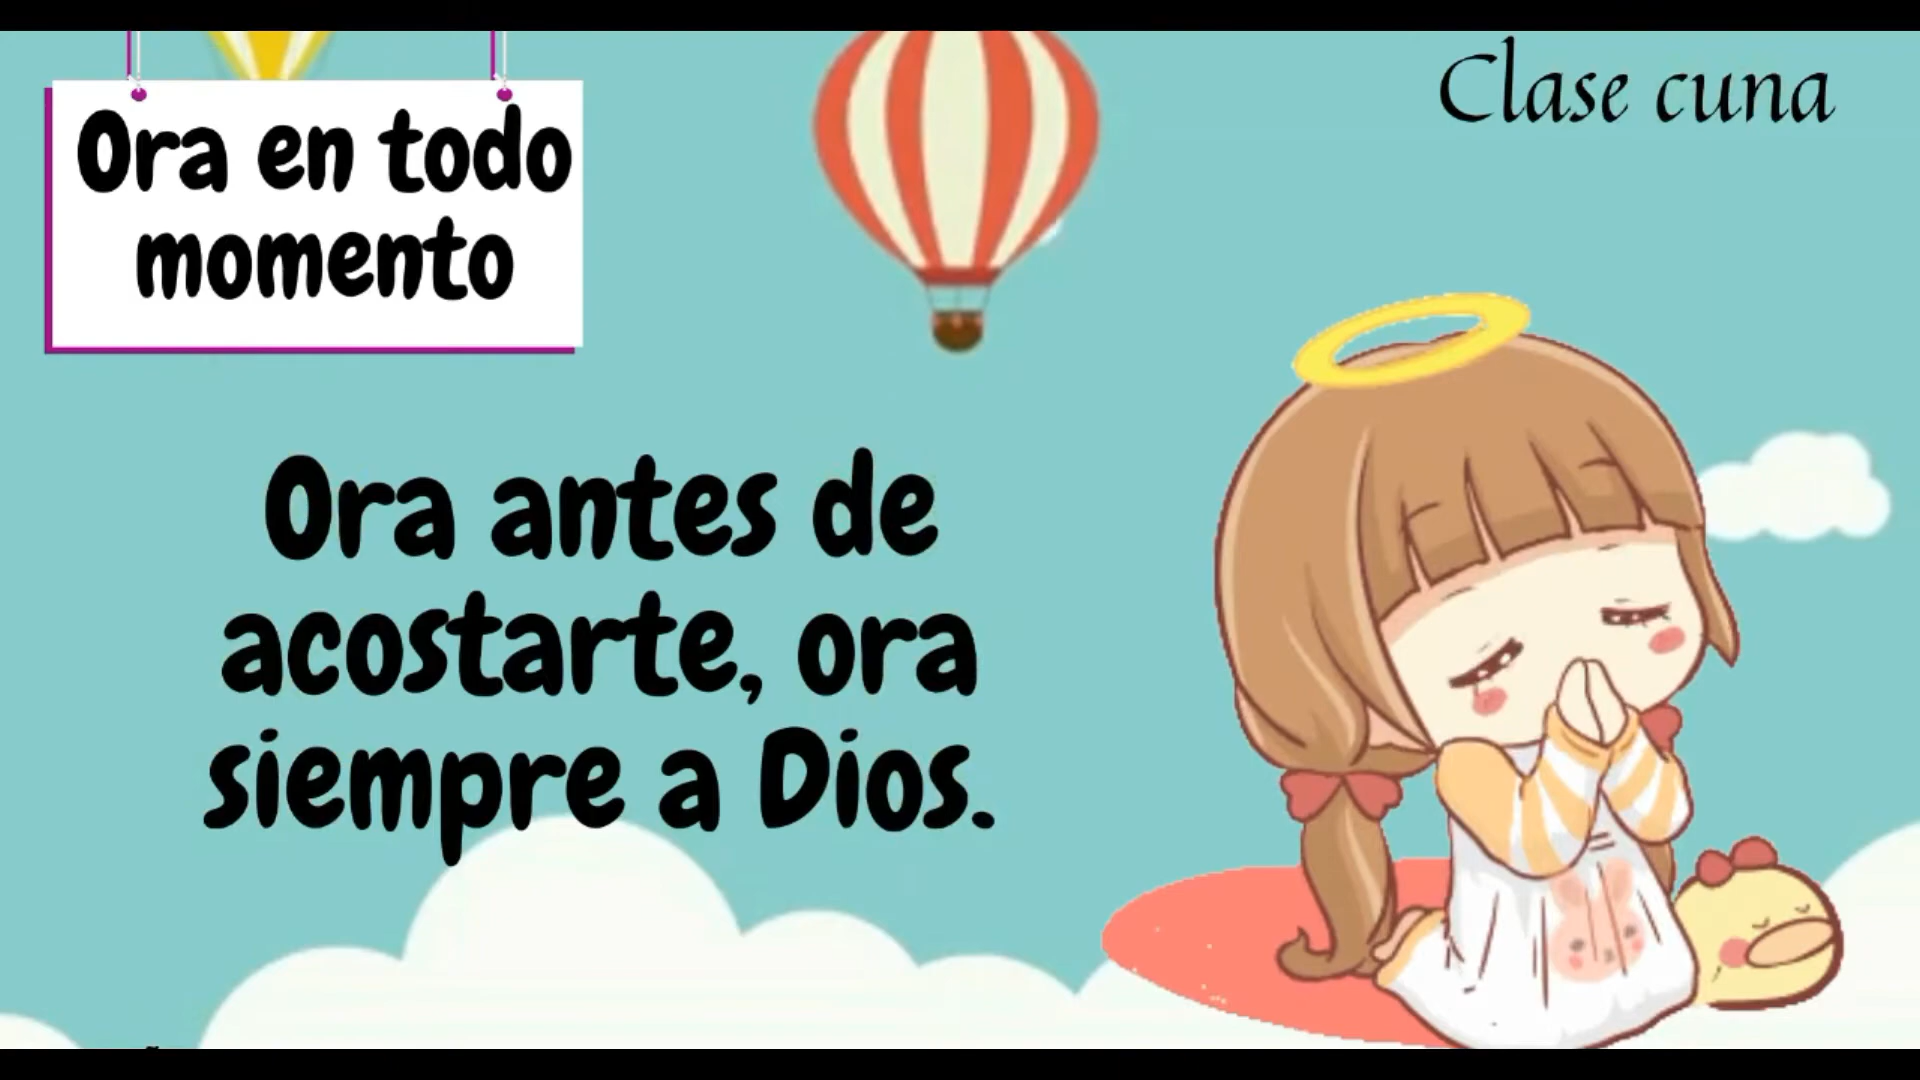 Ora en todo
momento
Clase cuna
Ora antes de
acostarte, ora
siempre a Dios.